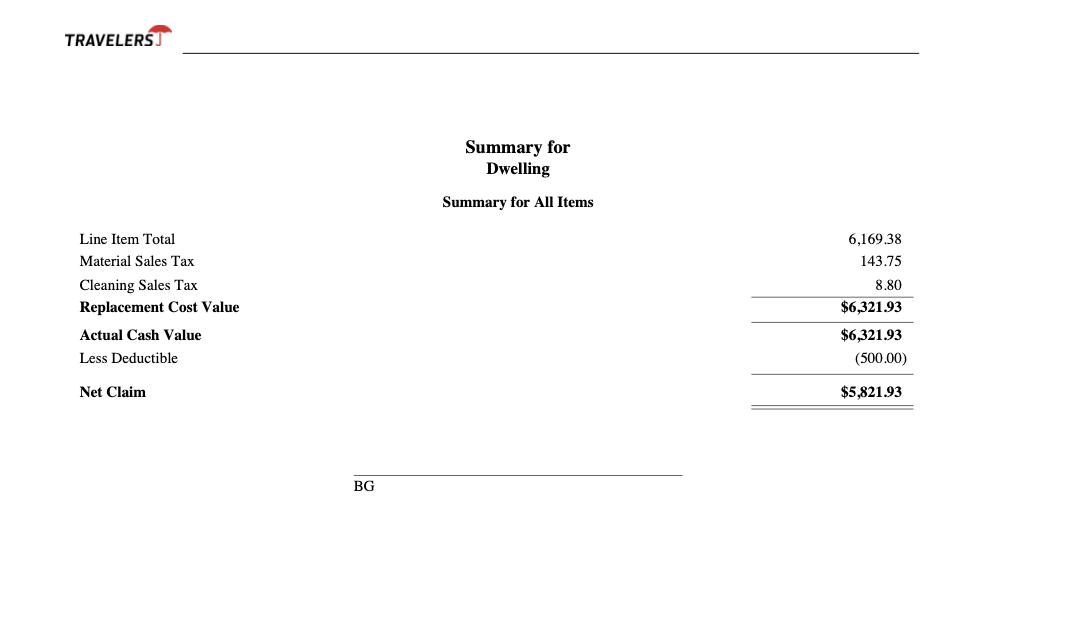 TRAVELERS
Summary for
Dwelling
Summary for All Items
Line Item Total 6,169.38
Material Sales Tax 143.75
Cleaning Sales Tax 8.80
Replacement Cost Value $6,321.93
Actual Cash Value $6,321.93
Less Deductible (500.00)
Net Claim $5,821.93
BG